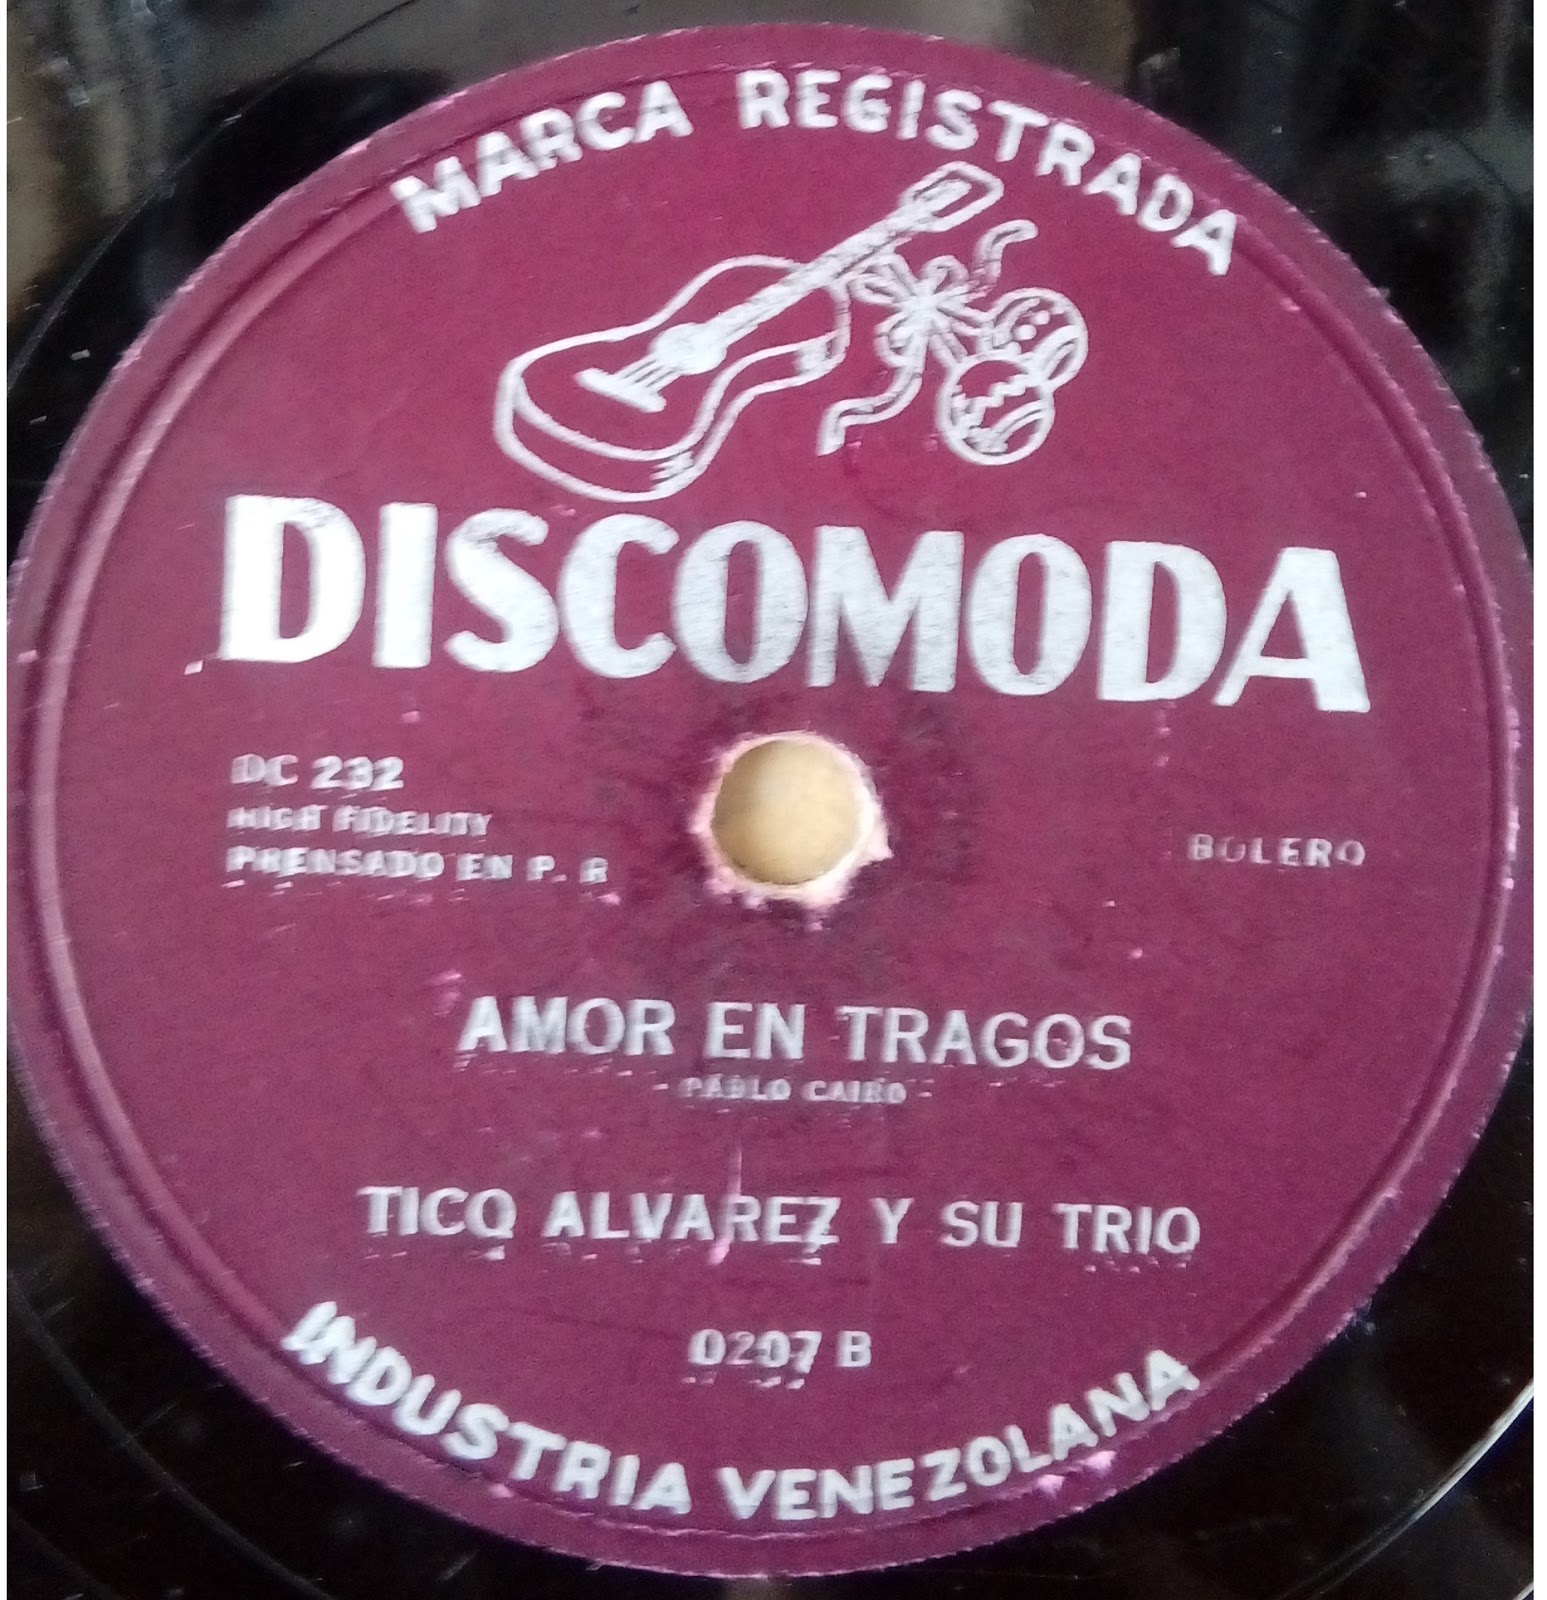 MARCA REGISTRADA
DISCOMODA
DC 232
HIGH FIDELITY
PRENSADO EN P. R
BOLERO
AMOR EN TRAGOS
- PABLO CAIRO -
TICO ALVAREZ Y SU TRIO
0207 B
INDUSTRIA VENEZOLANA